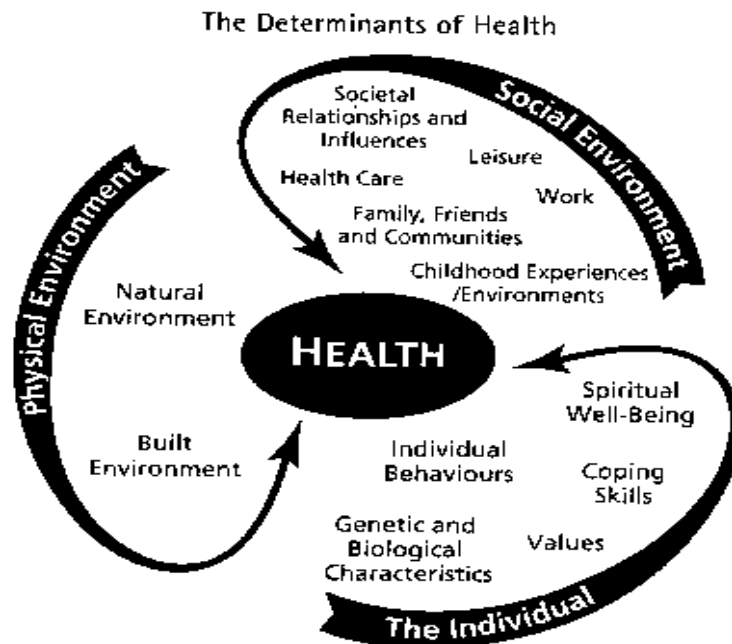 The Determinants of Health
Social Environment
Societal
Relationships and
Influences
Leisure
Health Care
Work
Family, Friends
and Communities
Childhood Experiences
/Environments
Physical Environment
Natural
Environment
Built
Environment
HEALTH
Spiritual
Well-Being
Individual
Behaviours
Coping
Skills
Genetic and
Biological
Characteristics
Values
The Individual